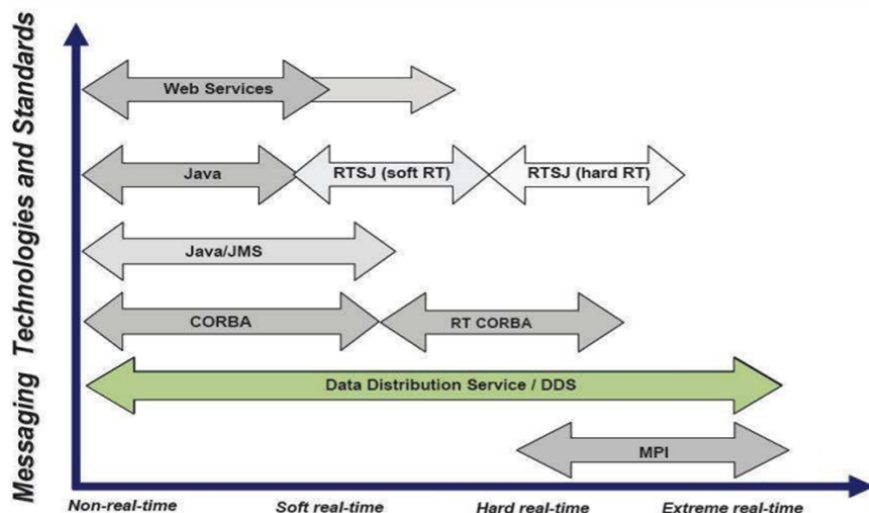 Messaging Technologies and Standards
Web Services
Java
RTSJ (soft RT)
RTSJ (hard RT)
Java/JMS
CORBA
RT CORBA
Data Distribution Service / DDS
MPI
Non-real-time
Soft real-time
Hard real-time
Extreme real-time